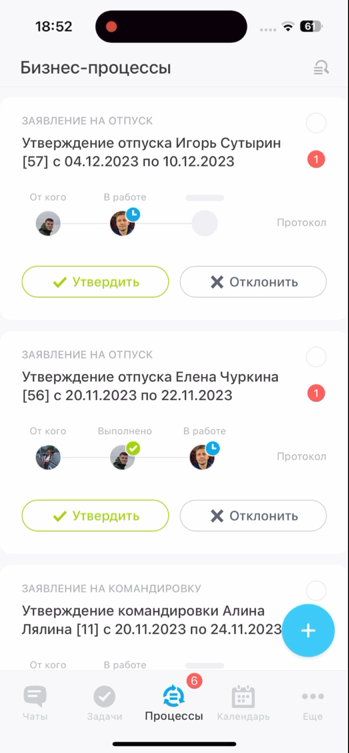 18:52
61
Бизнес-процессы
ЗАЯВЛЕНИЕ НА ОТПУСК
Утверждение отпуска Игорь Сутырин
[57] с 04.12.2023 по 10.12.2023
1
От кого
В работе
Протокол
Утвердить
Отклонить
ЗАЯВЛЕНИЕ НА ОТПУСК
Утверждение отпуска Елена Чуркина
[56] с 20.11.2023 по 22.11.2023
1
От кого
Выполнено
В работе
Протокол
Утвердить
Отклонить
ЗАЯВЛЕНИЕ НА КОМАНДИРОВКУ
Утверждение командировки Алина
Лялина [11] с 20.11.2023 по 24.11.2023
От кого
В работе
6
Чаты
Задачи
Процессы
Календарь
Еще